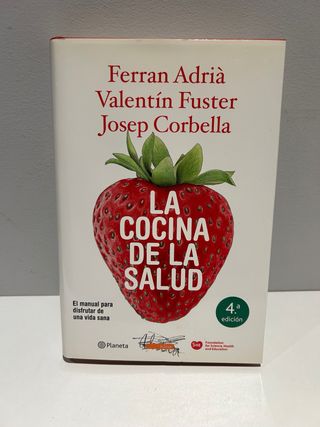 Ferran Adrià
Valentín Fuster
Josep Corbella
LA
COCINA
DE LA
SALUD
El manual para
disfrutar de
una vida sana
4.ª
edición
Planeta
Foundation
for Science, Health
and Education